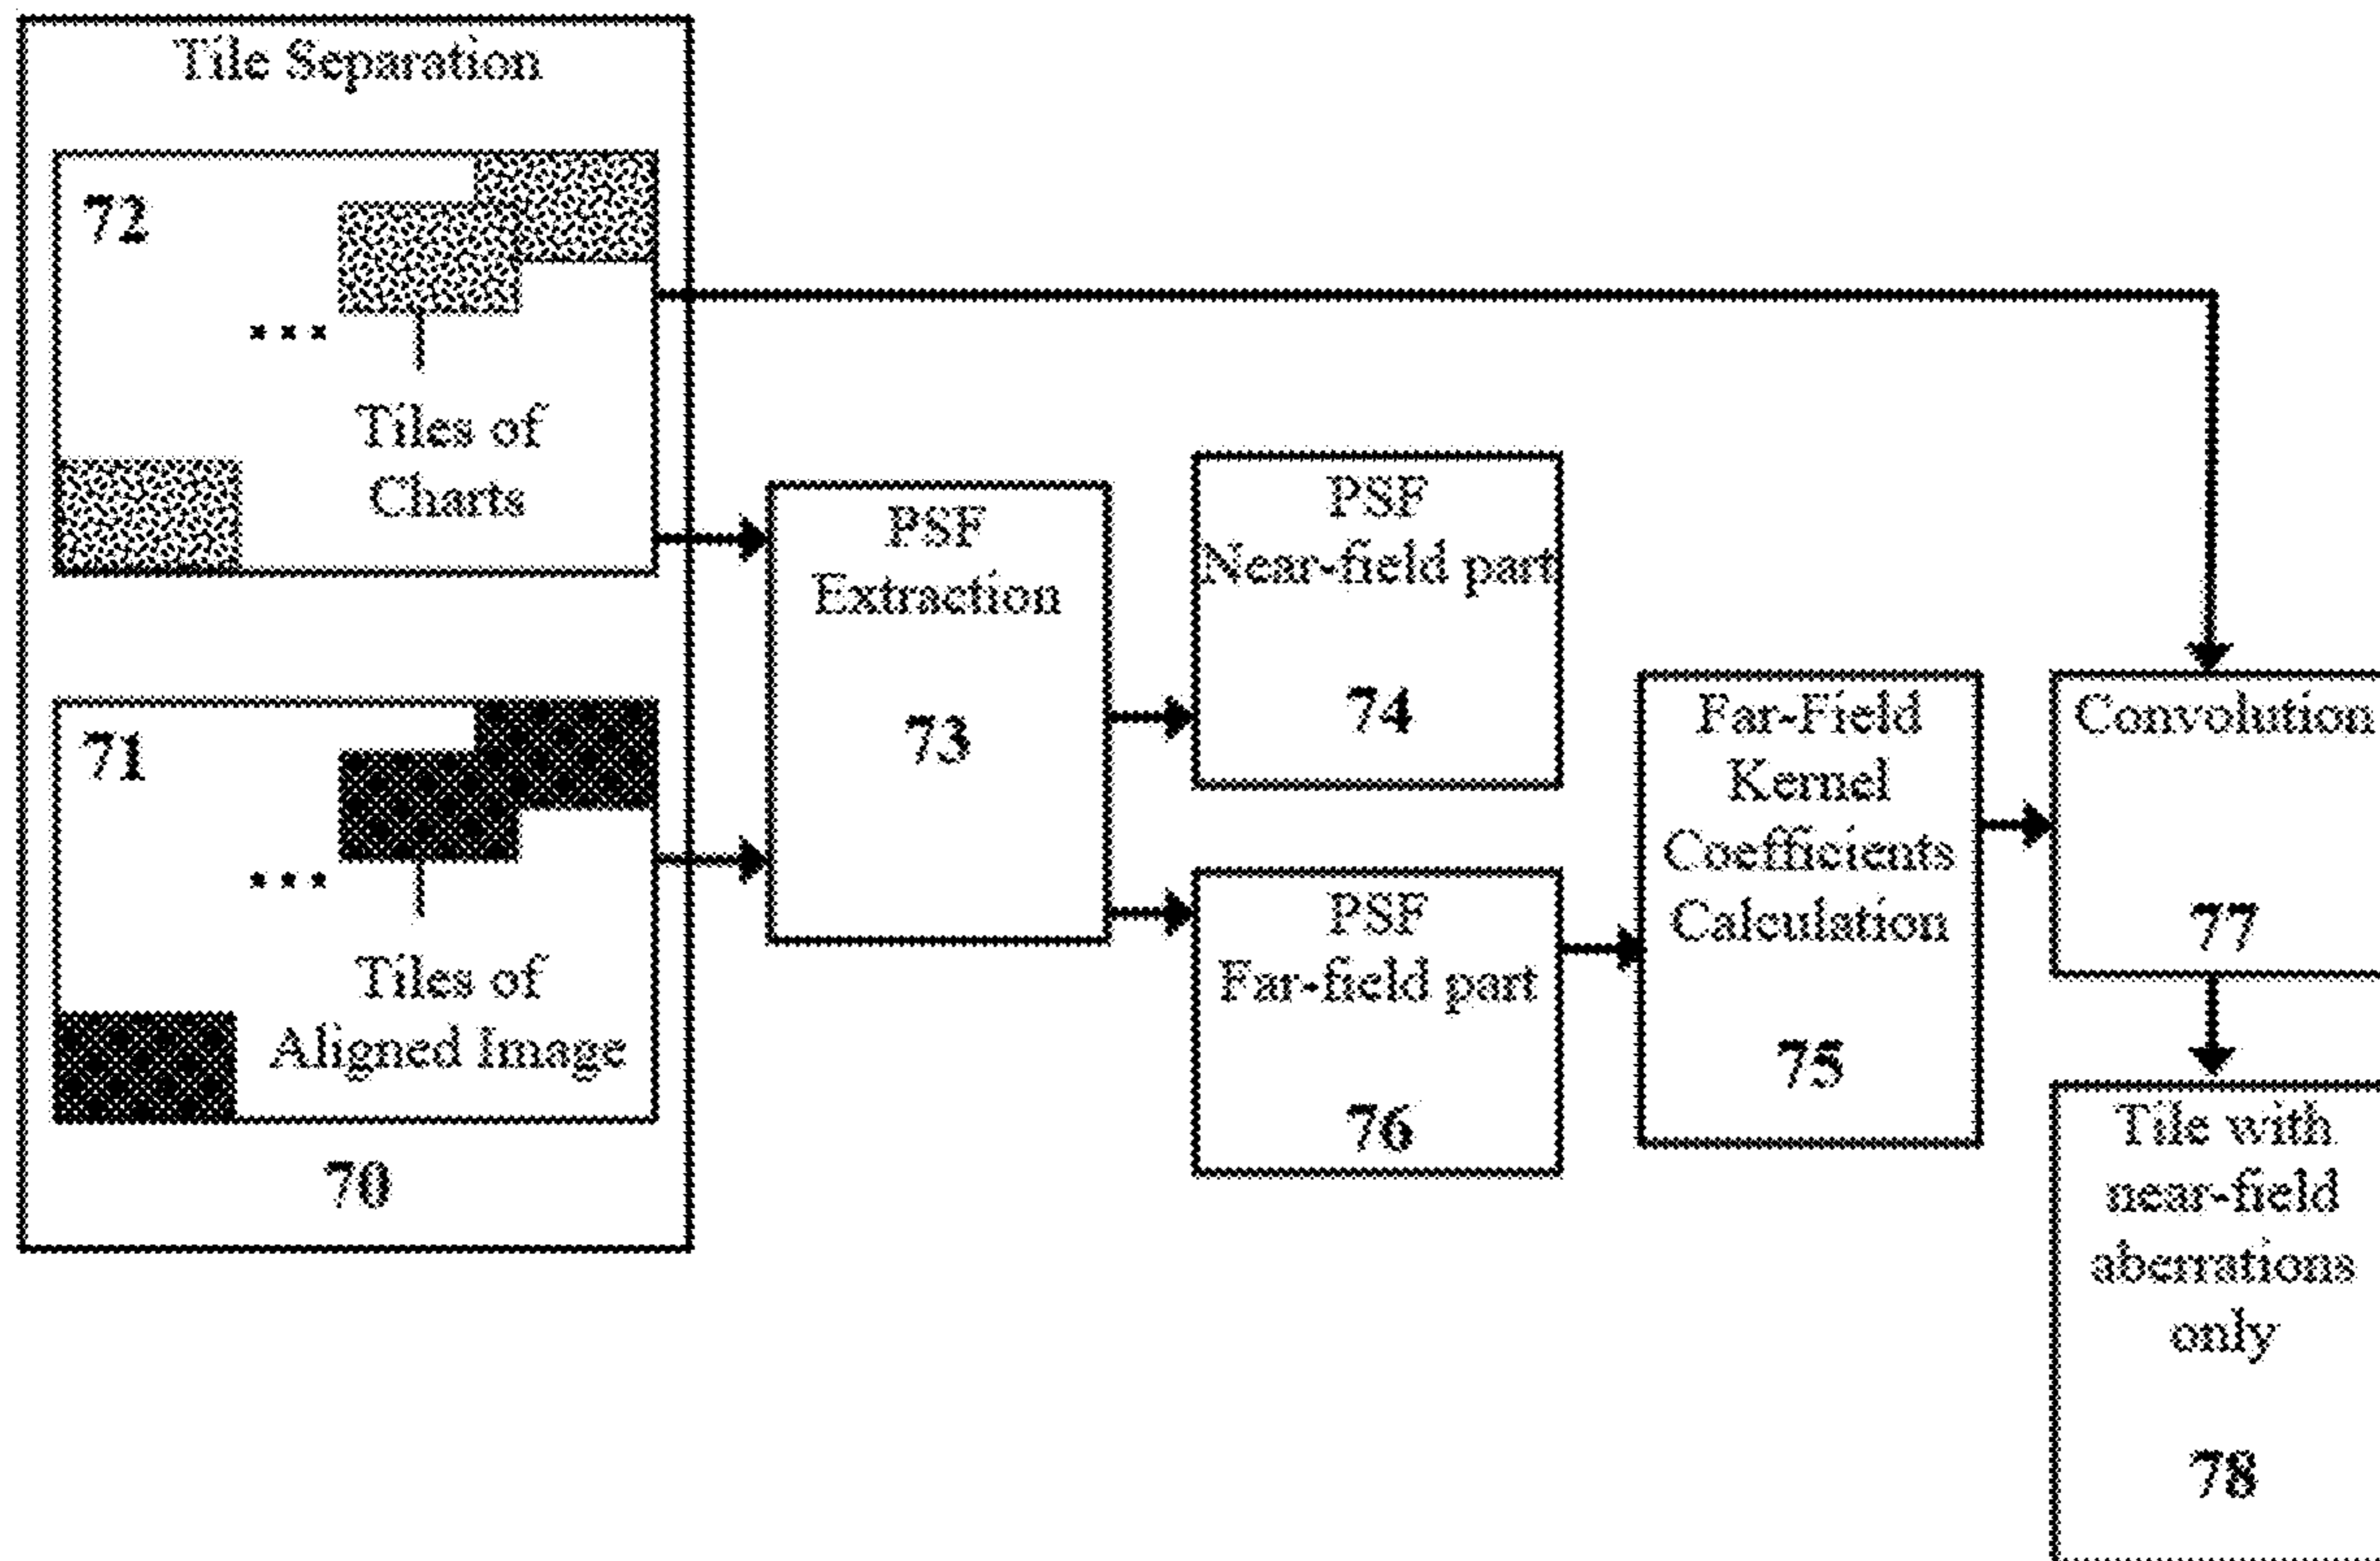 Tile Separation
72
...
Tiles of
Charts
71
...
Tiles of
Aligned Image
70
PSF
Extraction
73
PSF
Near-field part
74
PSF
Far-field part
76
Far-Field
Kernel
Coefficients
Calculation
75
Convolution
77
Tile with
near-field
aberrations
only
78